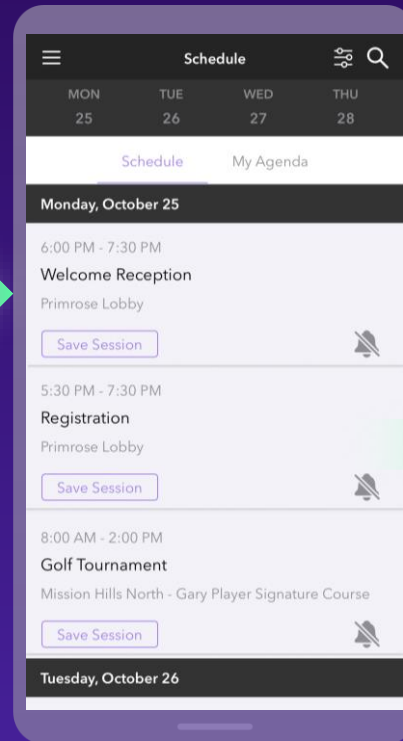 Schedule
MON TUE WED THU
25 26 27 28
Schedule My Agenda
Monday, October 25
6:00 PM - 7:30 PM
Welcome Reception
Primrose Lobby
Save Session
5:30 PM - 7:30 PM
Registration
Primrose Lobby
Save Session
8:00 AM - 2:00 PM
Golf Tournament
Mission Hills North - Gary Player Signature Course
Save Session
Tuesday, October 26